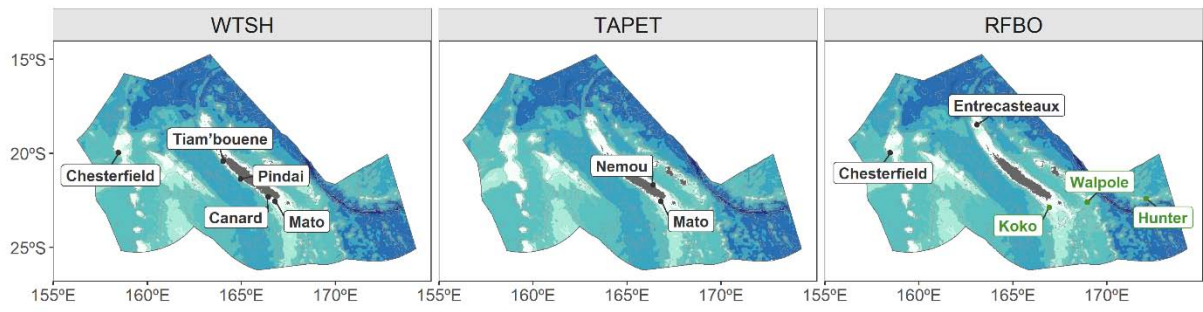 WTSH
TAPET
RFBO
15ºS
20ºS
25ºS
Tiam'bouene
Chesterfield
Pindai
Canard
Mato
Nemou
Mato
Entrecasteaux
Chesterfield
Walpole
Koko
Hunter
155ºE 160ºE 165ºE 170ºE 155ºE 160ºE 165ºE 170ºE 155ºE 160ºE 165ºE 170ºE